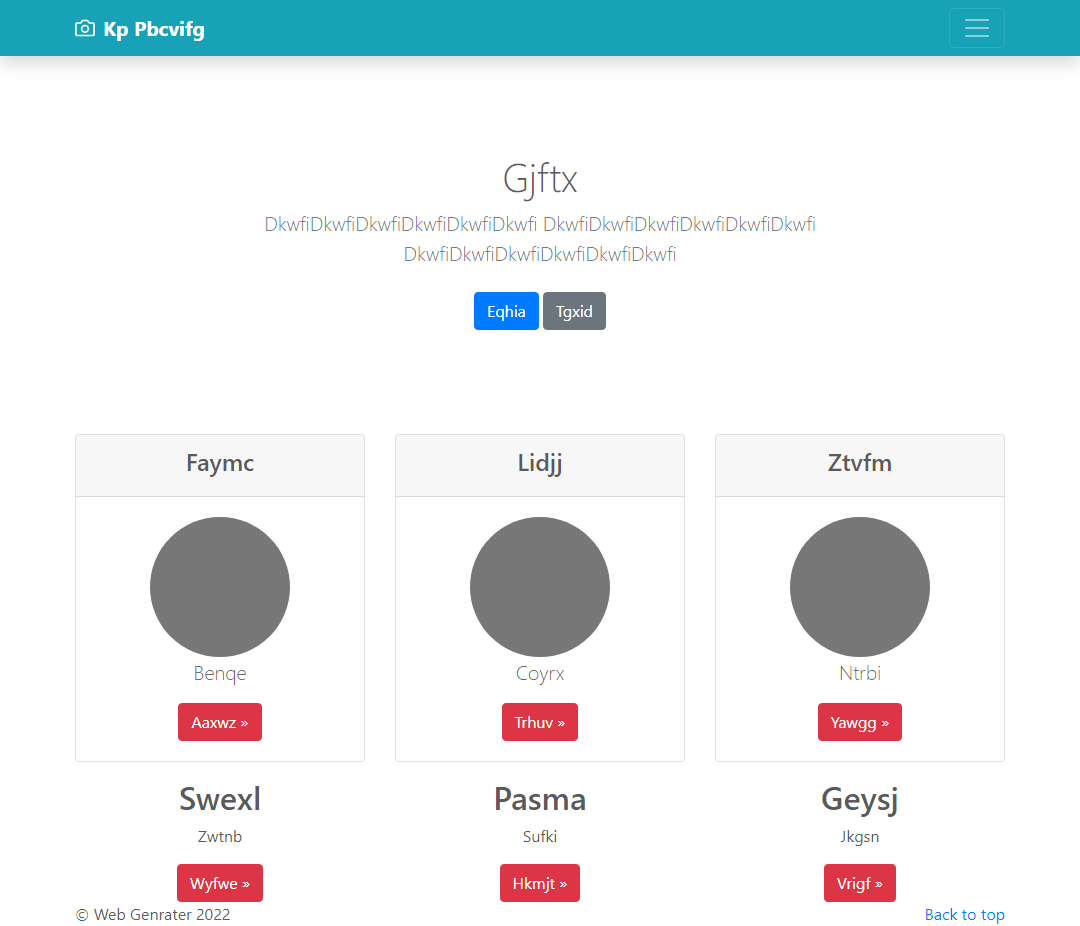 Kp Pbcvifg
Gjftx
DkwfiDkwfiDkwfiDkwfiDkwfiDkwfi DkwfiDkwfiDkwfiDkwfiDkwfiDkwfi
DkwfiDkwfiDkwfiDkwfiDkwfiDkwfi
Eqhia Tgxid
Faymc Lidjj Ztvfm
Benqe Coyrx Ntrbi
Aaxwz » Trhuv » Yawgg »
Swexl Pasma Geysj
Zwtnb Sufki Jkgsn
Wyfwe » Hkmjt » Vrigf »
© Web Genrater 2022 Back to top